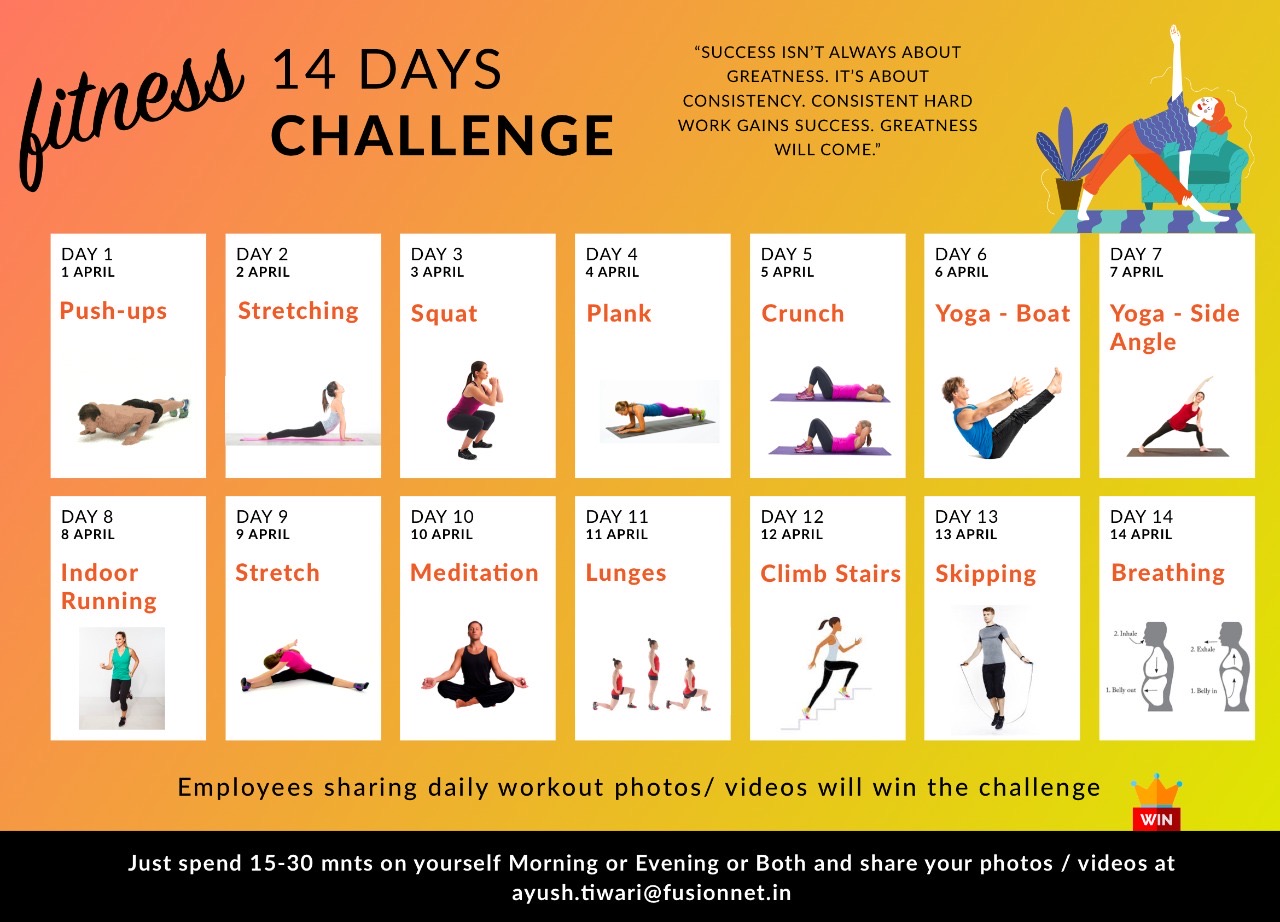 fitness
14 DAYS
CHALLENGE
“SUCCESS ISN’T ALWAYS ABOUT
GREATNESS. IT’S ABOUT
CONSISTENCY. CONSISTENT HARD
WORK GAINS SUCCESS. GREATNESS
WILL COME.”
DAY 1
1 APRIL
Push-ups
DAY 2
2 APRIL
Stretching
DAY 3
3 APRIL
Squat
DAY 4
4 APRIL
Plank
DAY 5
5 APRIL
Crunch
DAY 6
6 APRIL
Yoga - Boat
DAY 7
7 APRIL
Yoga - Side
Angle
DAY 8
8 APRIL
Indoor
Running
DAY 9
9 APRIL
Stretch
DAY 10
10 APRIL
Meditation
DAY 11
11 APRIL
Lunges
DAY 12
12 APRIL
Climb Stairs
DAY 13
13 APRIL
Skipping
DAY 14
14 APRIL
Breathing
2. Inhale
1. Belly out
2. Exhale
1. Belly in
Employees sharing daily workout photos/ videos will win the challenge
WIN
Just spend 15-30 mnts on yourself Morning or Evening or Both and share your photos / videos at
ayush.tiwari@fusionnet.in